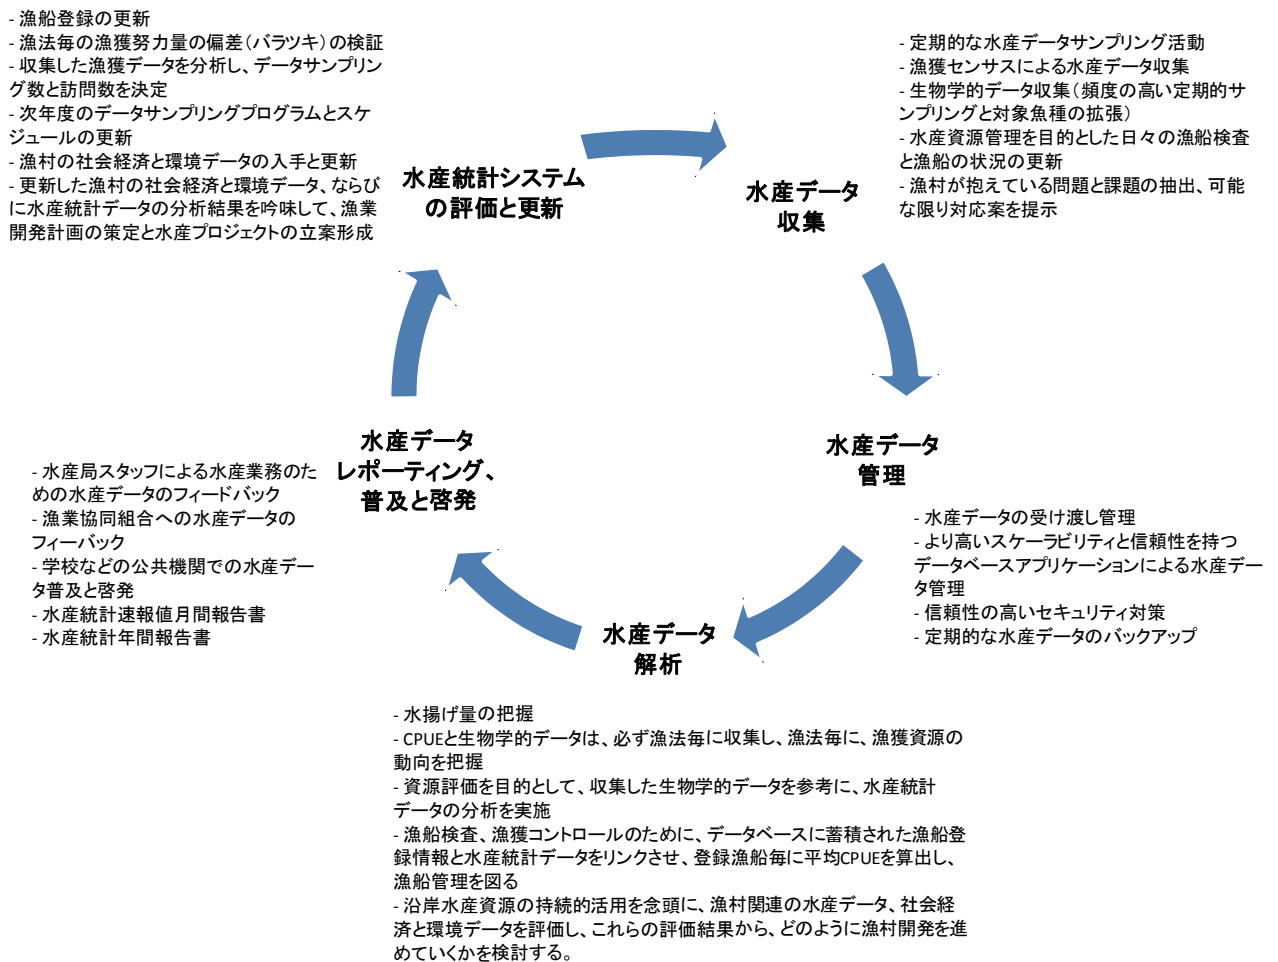 - 漁船登録の更新
- 漁法毎の漁獲努力量の偏差（バラツキ）の検証
- 収集した漁獲データを分析し、データサンプリン
グ数と訪問数を決定
- 次年度のデータサンプリングプログラムとスケ
ジュールの更新
- 漁村の社会経済と環境データの入手と更新
- 更新した漁村の社会経済と環境データ、ならび
に水産統計データの分析結果を吟味して、漁業
開発計画の策定と水産プロジェクトの立案形成
水産統計システム
の評価と更新
- 定期的な水産データサンプリング活動
- 漁獲センサスによる水産データ収集
- 生物学的データ収集（頻度の高い定期的サ
ンプリングと対象魚種の拡張）
- 水産資源管理を目的とした日々の漁船検査
と漁船の状況の更新
- 漁村が抱えている問題と課題の抽出、可能
な限り対応案を提示
水産データ
収集
水産データ
管理
- 水産データの受け渡し管理
- より高いスケーラビリティと信頼性を持つ
データベースアプリケーションによる水産デー
タ管理
- 信頼性の高いセキュリティ対策
- 定期的な水産データのバックアップ
水産データ
レポーティング、
普及と啓発
- 水産局スタッフによる水産業務のた
めの水産データのフィードバック
- 漁業協同組合への水産データの
フィーバック
- 学校などの公共機関での水産デー
タ普及と啓発
- 水産統計速報値月間報告書
- 水産統計年間報告書
水産データ
解析
- 水揚げ量の把握
- CPUEと生物学的データは、必ず漁法毎に収集し、漁法毎に、漁獲資源の
動向を把握
- 資源評価を目的として、収集した生物学的データを参考に、水産統計
データの分析を実施
- 漁船検査、漁獲コントロールのために、データベースに蓄積された漁船登
録情報と水産統計データをリンクさせ、登録漁船毎に平均CPUEを算出し、
漁船管理を図る
- 沿岸水産資源の持続的活用を念頭に、漁村関連の水産データ、社会経
済と環境データを評価し、これらの評価結果から、どのように漁村開発を進
めていくかを検討する。